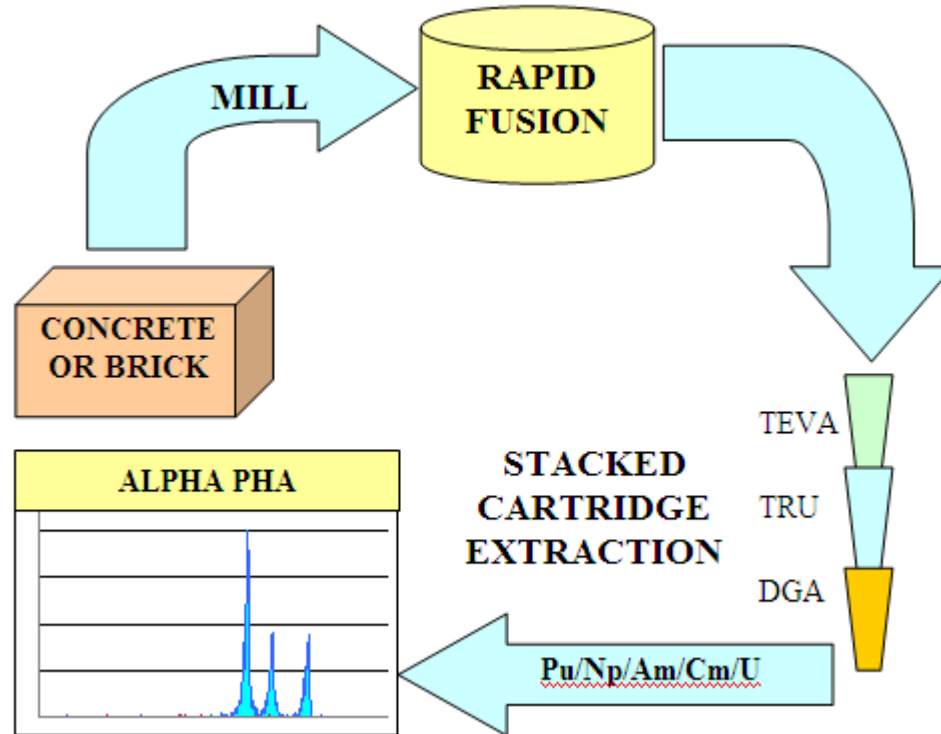 MILL
RAPID
FUSION
CONCRETE
OR BRICK
TEVA
TRU
DGA
STACKED
CARTRIDGE
EXTRACTION
Pu/Np/Am/Cm/U
ALPHA PHA